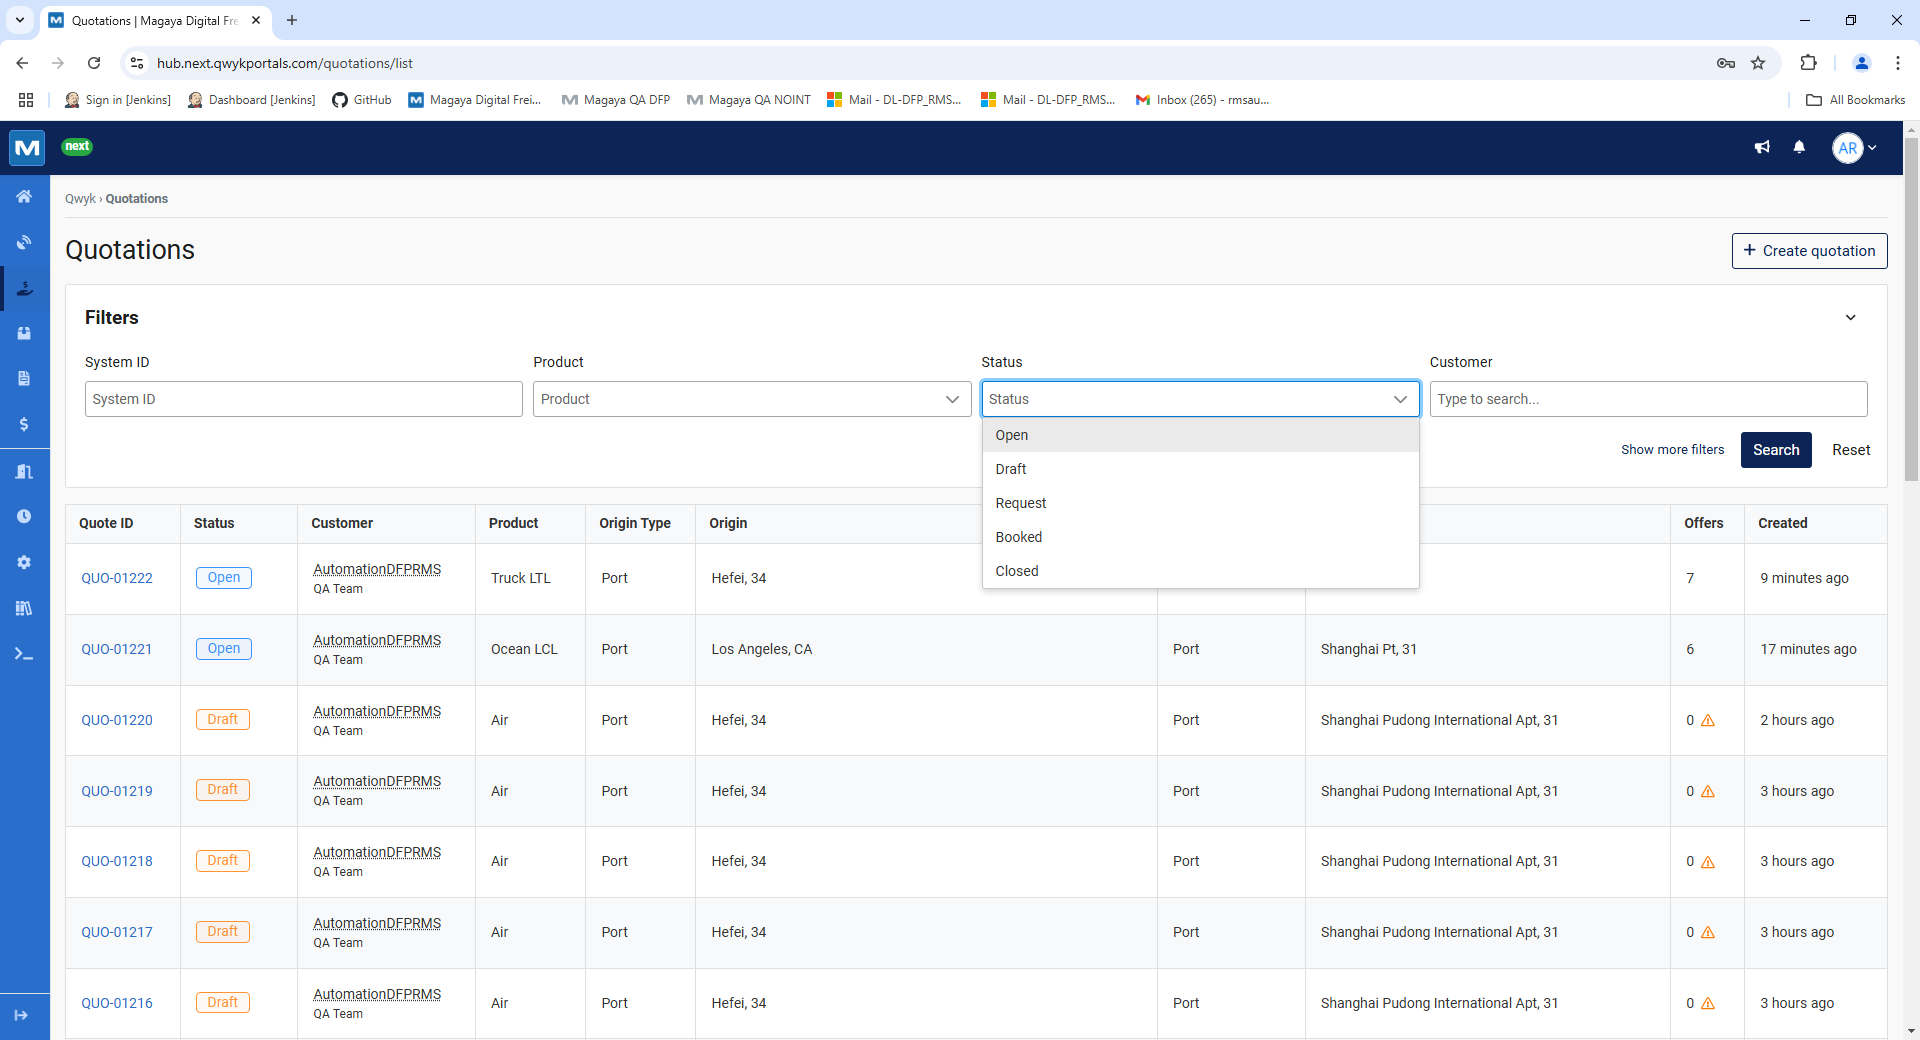 Quotations | Magaya Digital Fre
hub.next.qwykportals.com/quotations/list
Sign in [Jenkins]
Dashboard [Jenkins]
GitHub
Magaya Digital Frei...
Magaya QA DFP
Magaya QA NOINT
Mail - DL-DFP_RMS...
Mail - DL-DFP_RMS...
Inbox (265) - rmsau...
All Bookmarks
next
AR
Qwyk › Quotations
Quotations
+ Create quotation
Filters
System ID
Product
Status
Customer
System ID
Product
Status
Type to search...
Open
Draft
Request
Booked
Closed
Show more filters
Search
Reset
Quote ID Status Customer Product Origin Type Origin Offers Created
QUO-01222 Open AutomationDFPRMS Truck LTL Port Hefei, 34 7 9 minutes ago
QA Team
QUO-01221 Open AutomationDFPRMS Ocean LCL Port Los Angeles, CA Port Shanghai Pt, 31 6 17 minutes ago
QA Team
QUO-01220 Draft AutomationDFPRMS Air Port Hefei, 34 Port Shanghai Pudong International Apt, 31 0 2 hours ago
QA Team
QUO-01219 Draft AutomationDFPRMS Air Port Hefei, 34 Port Shanghai Pudong International Apt, 31 0 3 hours ago
QA Team
QUO-01218 Draft AutomationDFPRMS Air Port Hefei, 34 Port Shanghai Pudong International Apt, 31 0 3 hours ago
QA Team
QUO-01217 Draft AutomationDFPRMS Air Port Hefei, 34 Port Shanghai Pudong International Apt, 31 0 3 hours ago
QA Team
QUO-01216 Draft AutomationDFPRMS Air Port Hefei, 34 Port Shanghai Pudong International Apt, 31 0 3 hours ago
QA Team